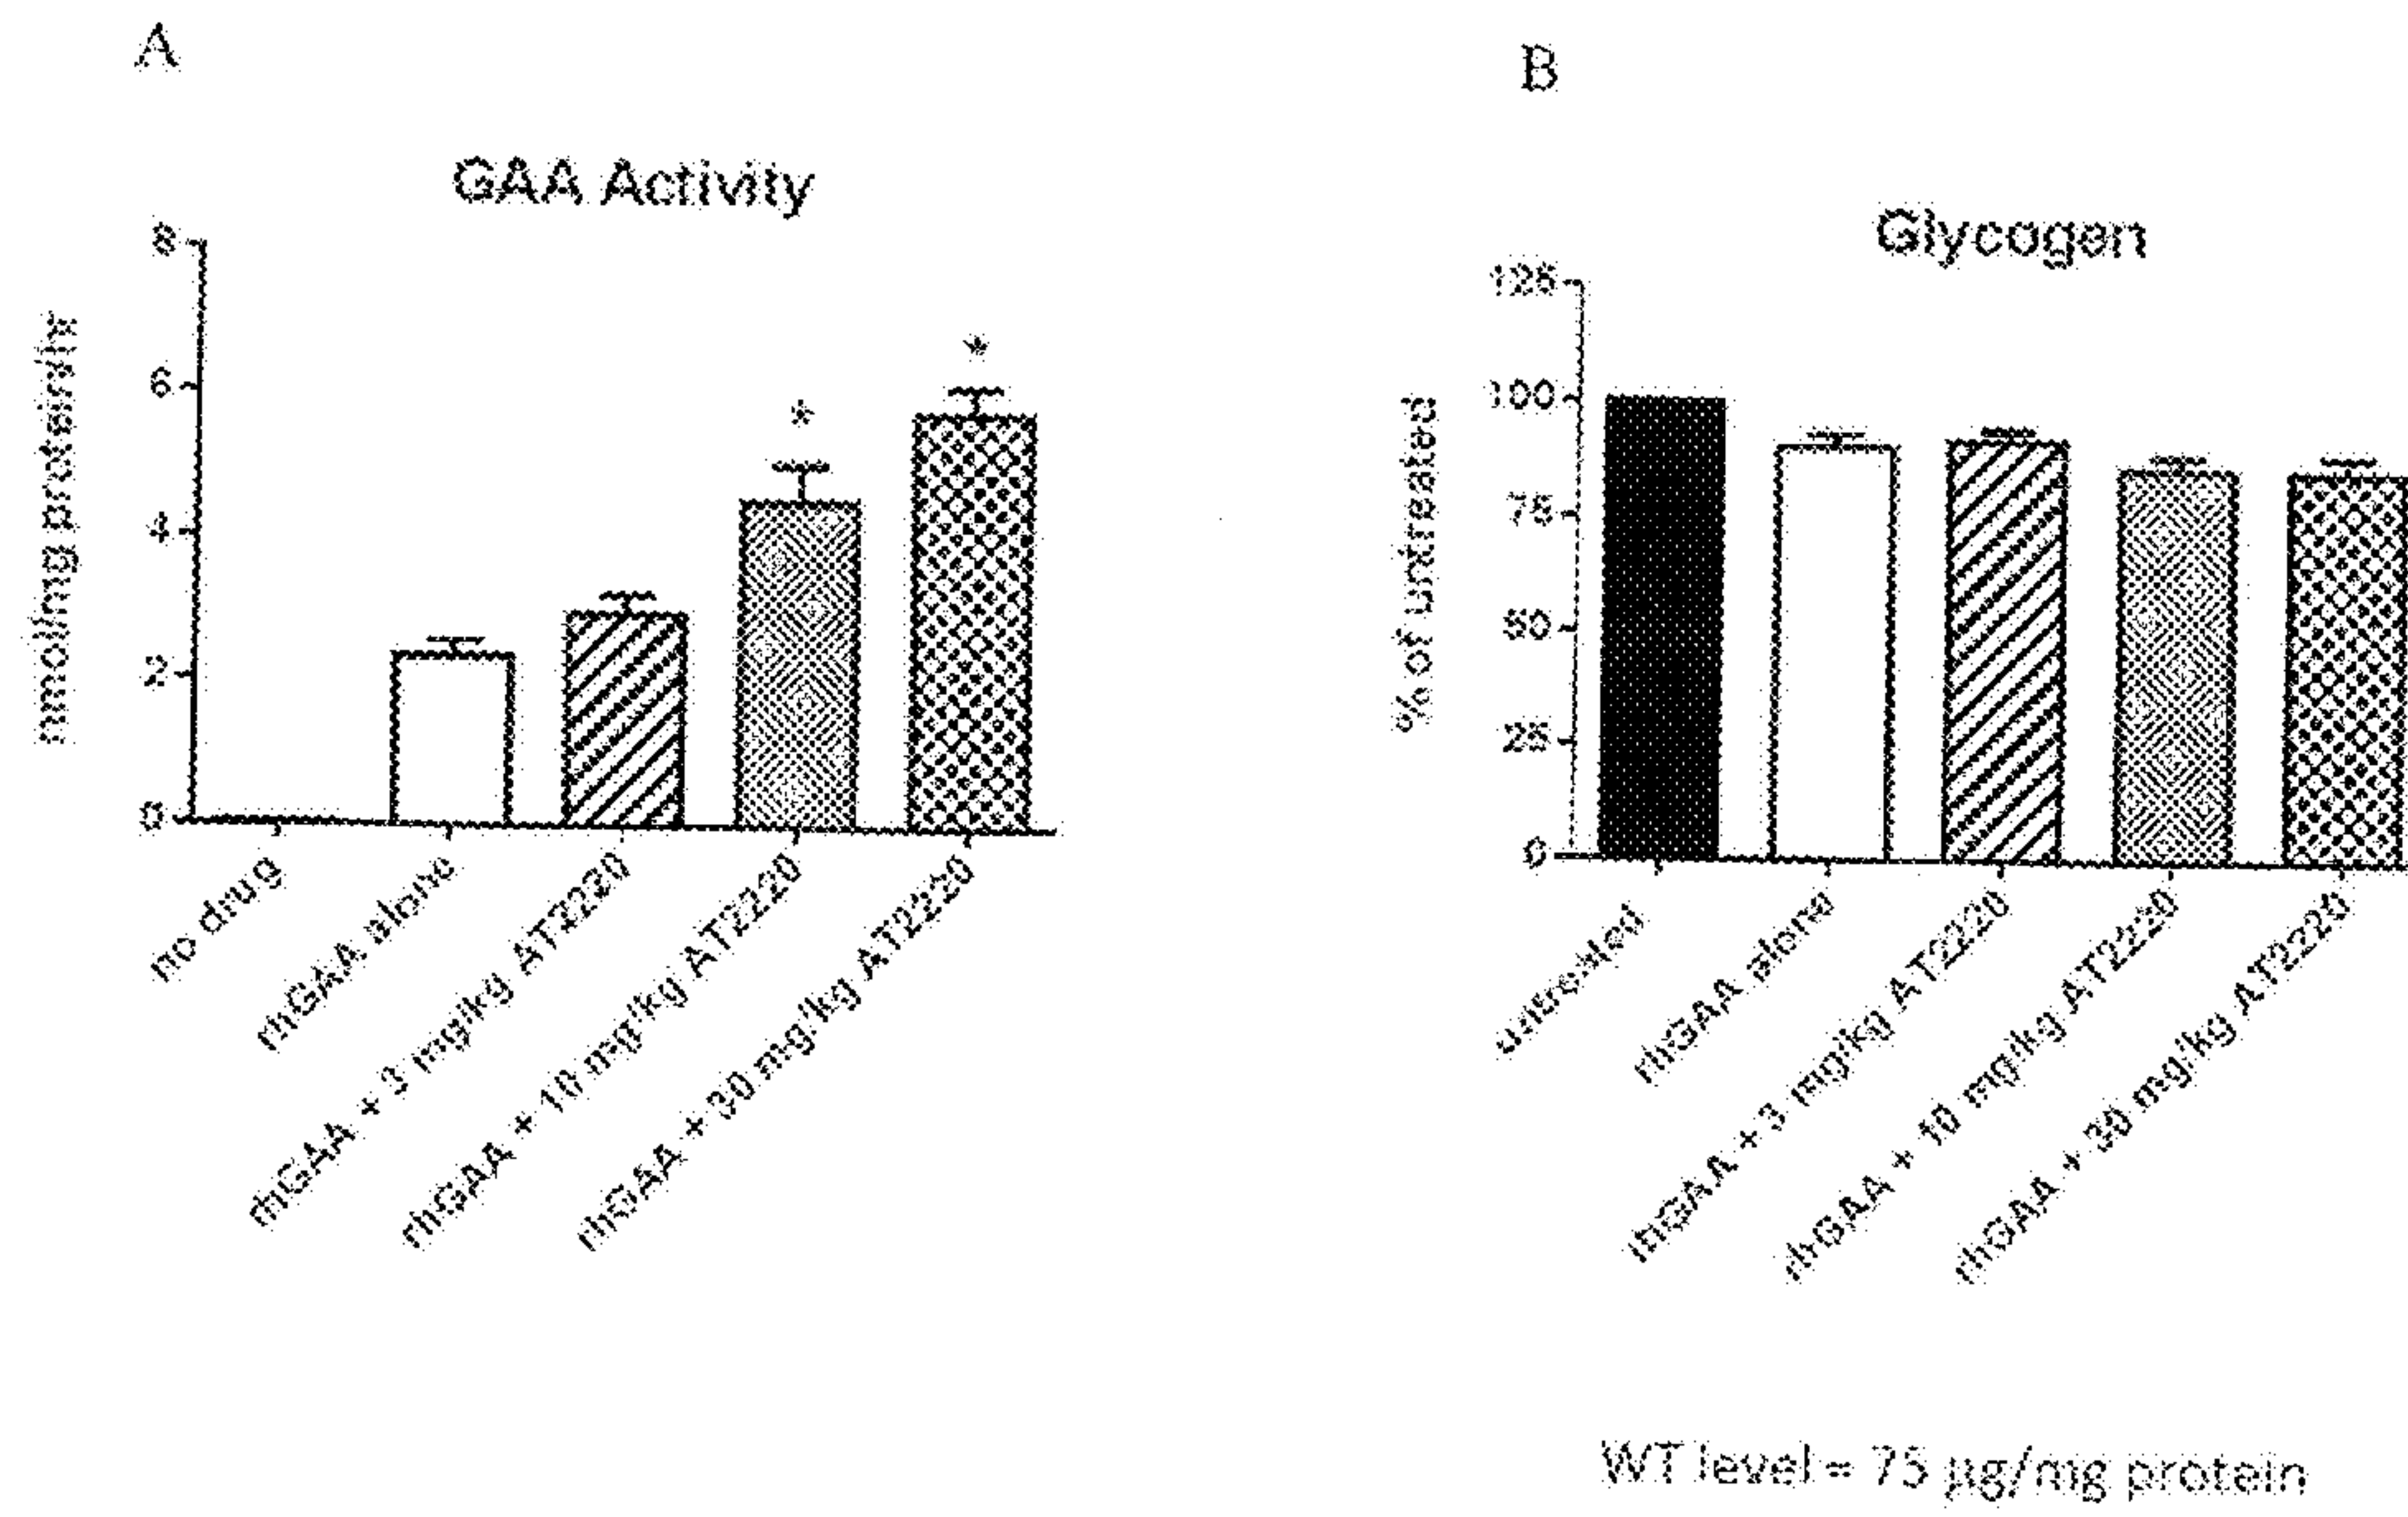 A
GAA Activity
nmol/mg protein/hr
8
6
4
2
0
no drug
rhGAA alone
rhGAA + 3 mg/kg AT2220
rhGAA + 10 mg/kg AT2220
rhGAA + 30 mg/kg AT2220
*
*
B
Glycogen
% of untreated
125
100
75
50
25
0
untreated
rhGAA alone
rhGAA + 3 mg/kg AT2220
rhGAA + 10 mg/kg AT2220
rhGAA + 30 mg/kg AT2220
WT level = 75 µg/mg protein